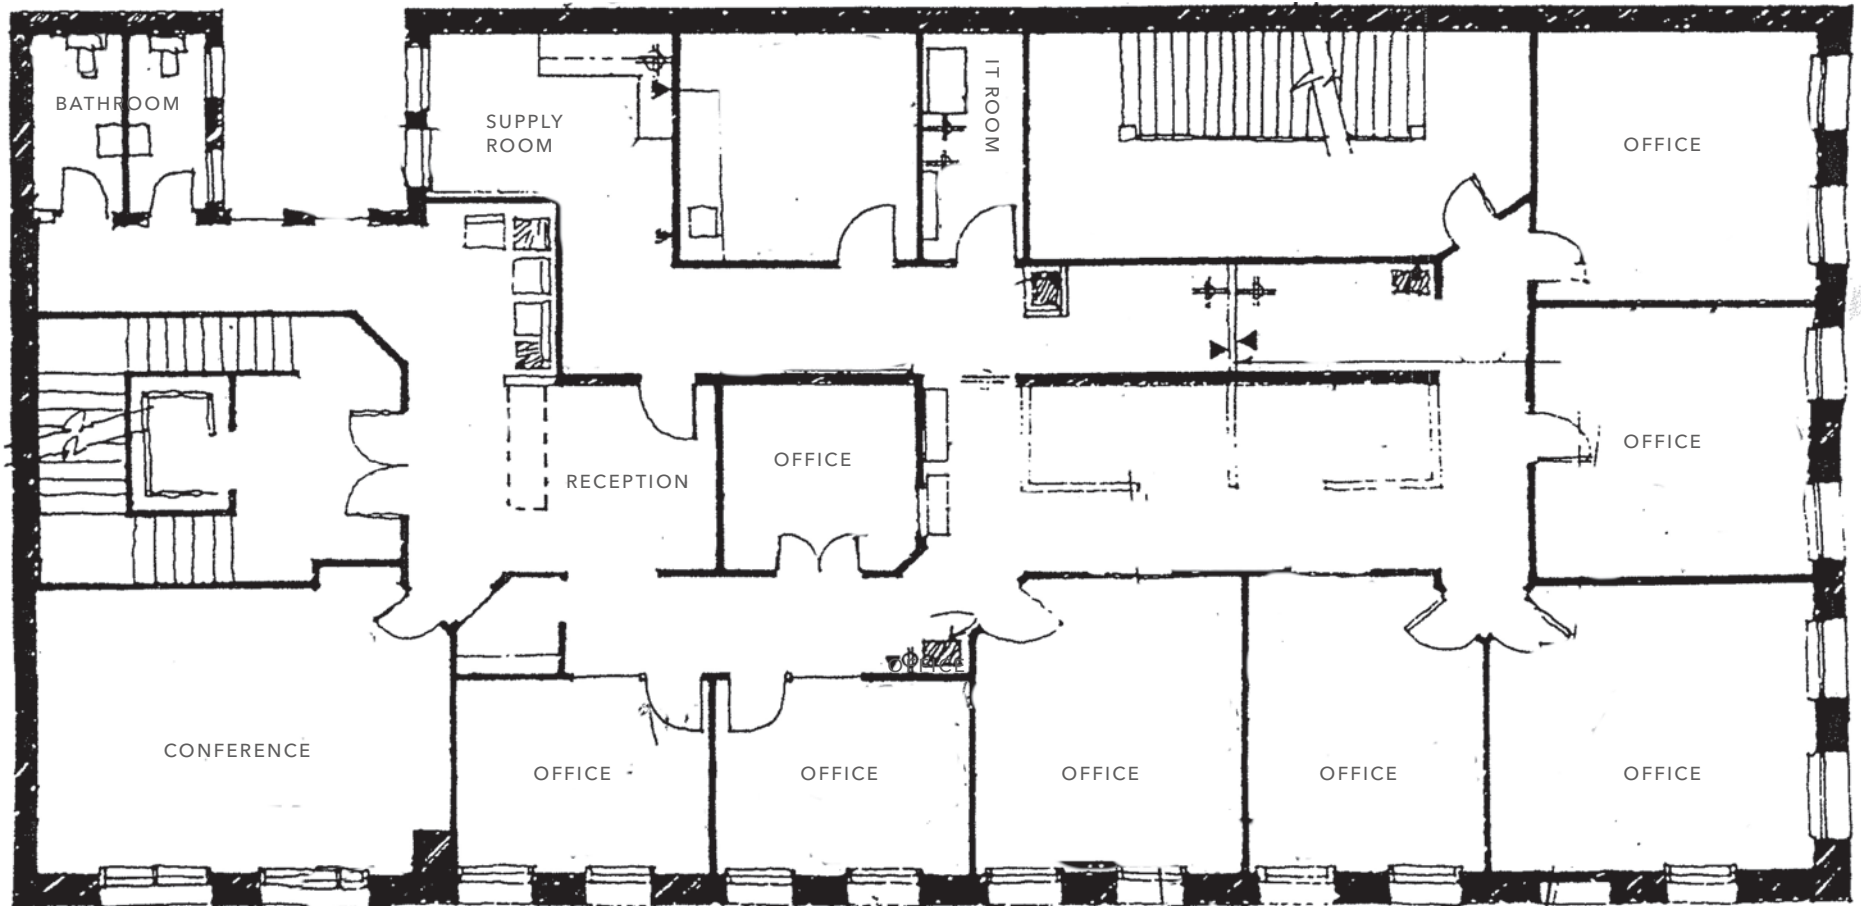 BATHROOM
SUPPLY
ROOM
IT ROOM
OFFICE
OFFICE
OFFICE
RECEPTION
OFFICE
CONFERENCE
OFFICE
OFFICE
OFFICE
OFFICE
OFFICE